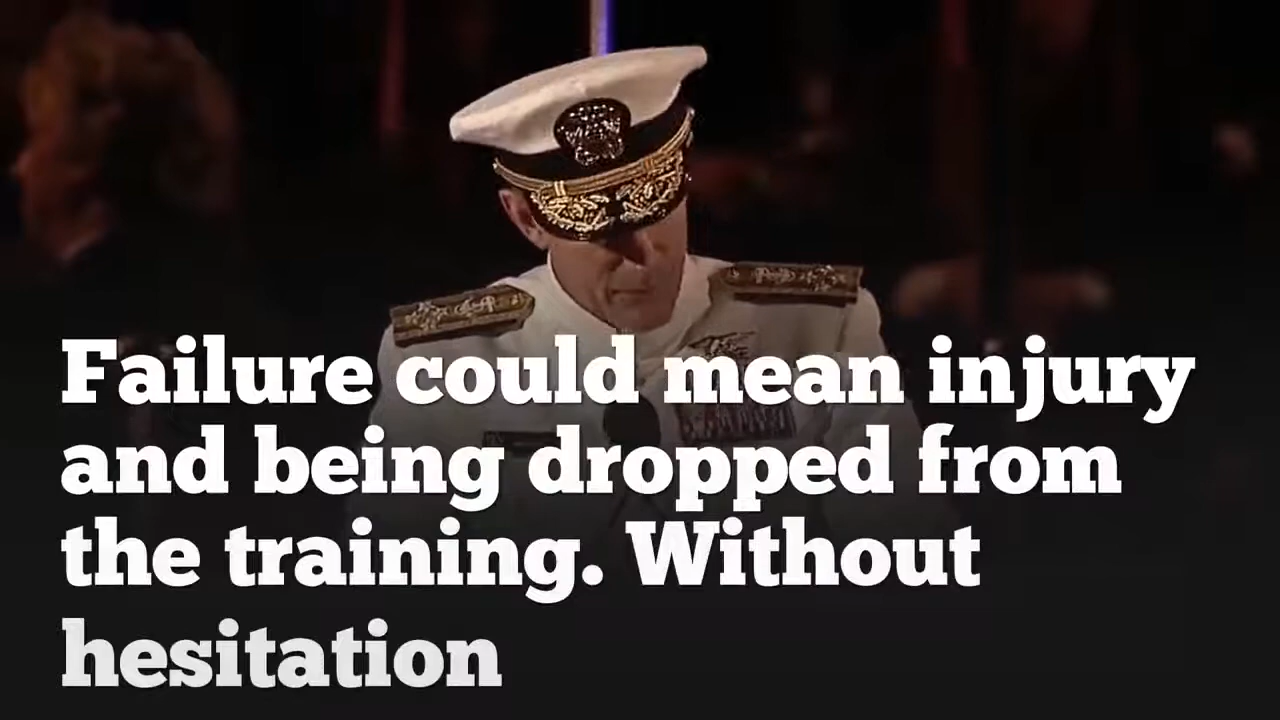 Failure could mean injury
and being dropped from
the training. Without
hesitation